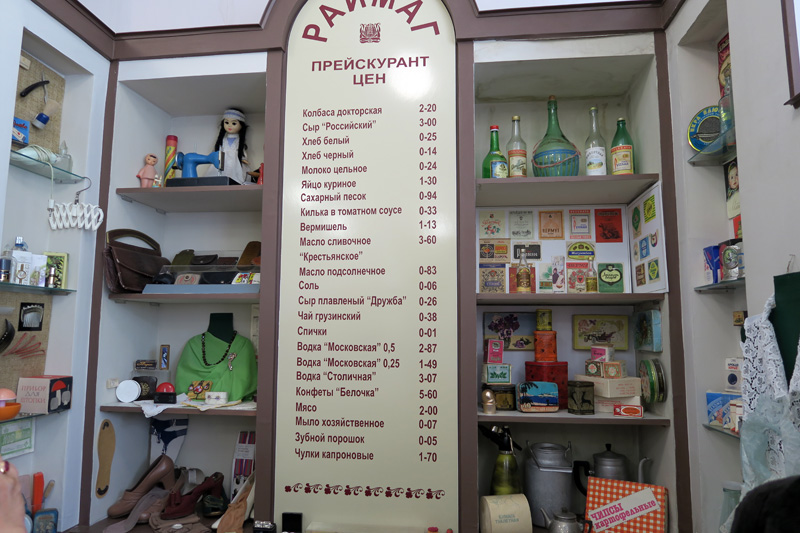 РАЙМАГ
ПРЕЙСКУРАНТ
ЦЕН
Колбаса докторская 2-20
Сыр "Российский" 3-00
Хлеб белый 0-25
Хлеб черный 0-14
Молоко цельное 0-24
Яйцо куриное 1-30
Сахарный песок 0-94
Килька в томатном соусе 0-33
Вермишель 1-13
Масло сливочное 3-60
"Крестьянское"
Масло подсолнечное 0-83
Соль 0-06
Сыр плавленый "Дружба" 0-26
Чай грузинский 0-38
Спички 0-01
Водка "Московская" 0,5 2-87
Водка "Московская" 0,25 1-49
Водка "Столичная" 3-07
Конфеты "Белочка" 5-60
Мясо 2-00
Мыло хозяйственное 0-07
Зубной порошок 0-05
Чулки капроновые 1-70
ЧИПСЫ
картофельные